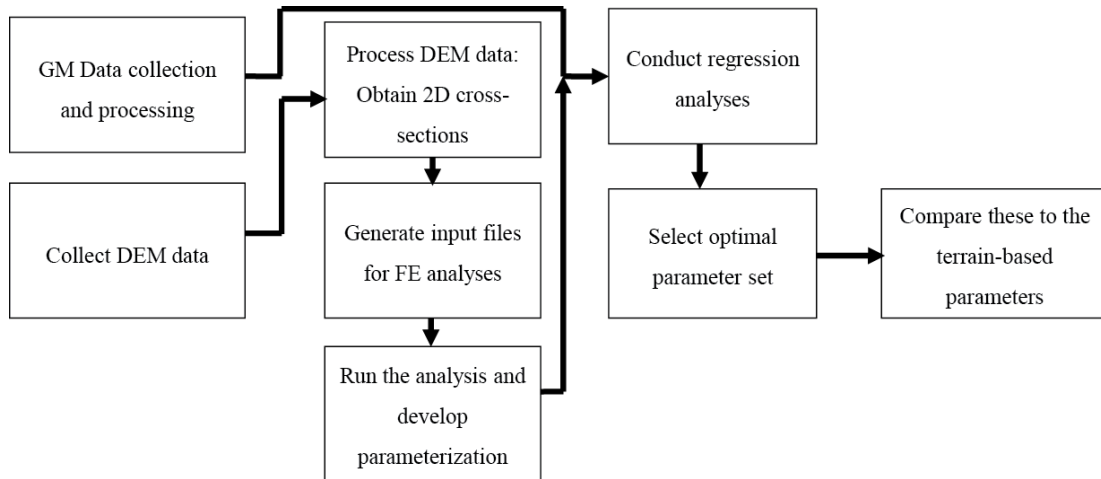 GM Data collection
and processing
Collect DEM data
Process DEM data:
Obtain 2D cross-
sections
Generate input files
for FE analyses
Run the analysis and
develop
parameterization
Conduct regression
analyses
Select optimal
parameter set
Compare these to the
terrain-based
parameters